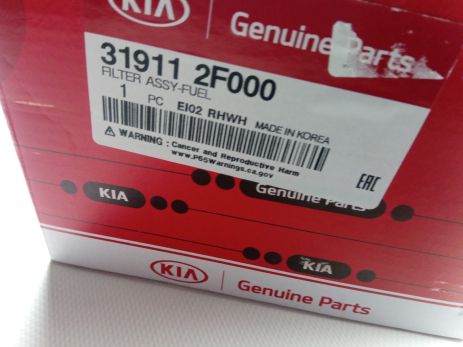 KIA Genuine Parts
31911 2F000
FILTER ASSY-FUEL
1 PC EI02 RHWH MADE IN KOREA
WARNING: Cancer and Reproductive Harm
www.P65Warnings.ca.gov
EAC
KIA Genuine Parts
KIA
KIA Genuine Parts